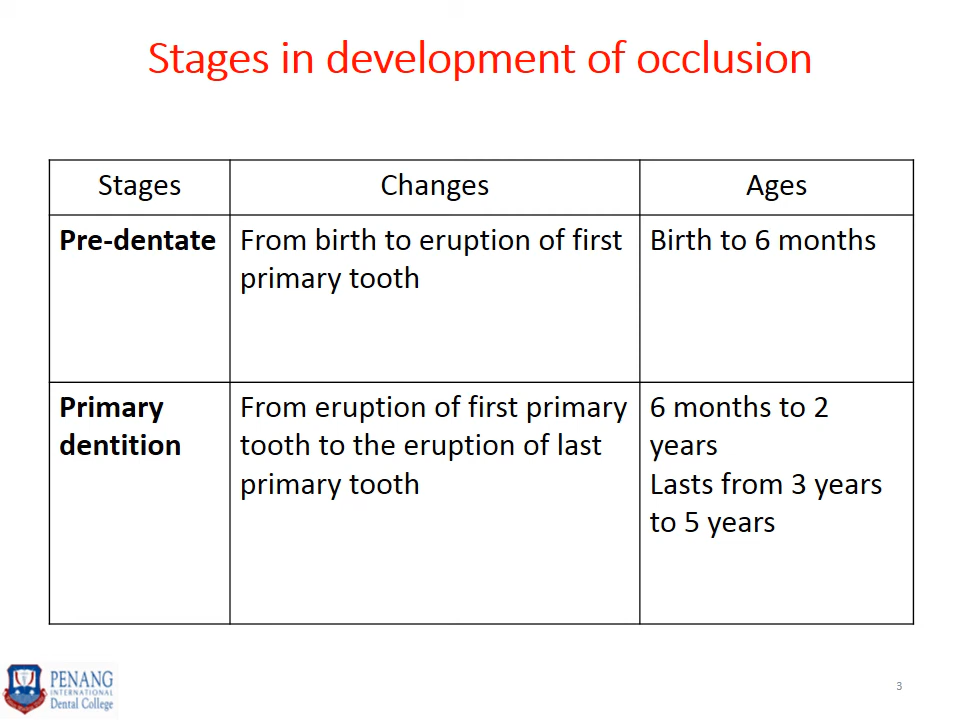 Stages in development of occlusion
Stages
Changes
Ages
Pre-dentate
From birth to eruption of first
primary tooth
Birth to 6 months
Primary
dentition
From eruption of first primary
tooth to the eruption of last
primary tooth
6 months to 2
years
Lasts from 3 years
to 5 years
PENANG
INTERNATIONAL
Dental College
3